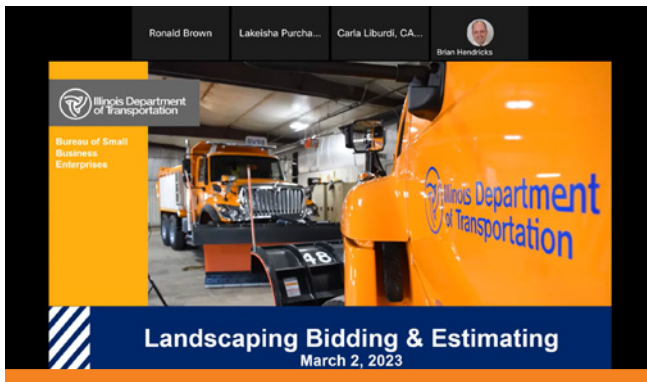 Ronald Brown
Lakeisha Purcha...
Carla Liburdi, CA...
Brian Hendricks
Illinois Department
of Transportation
Bureau of Small
Business
Enterprises
48
Illinois Department
of Transportation
Landscaping Bidding & Estimating
March 2, 2023